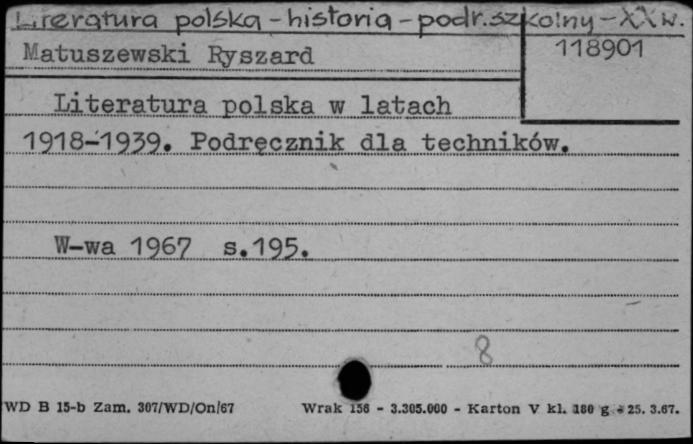 Literatura polska - historia - podr. szkolny - XX w.
Matuszewski Ryszard
118901
Literatura polska w latach
1918-1939. Podręcznik dla techników.
W-wa 1967 s.195.
8
WD B 15-b Zam. 307/WD/On/67 Wrak 156 - 3.305.000 - Karton V kl. 180 g - 25. 3.67.